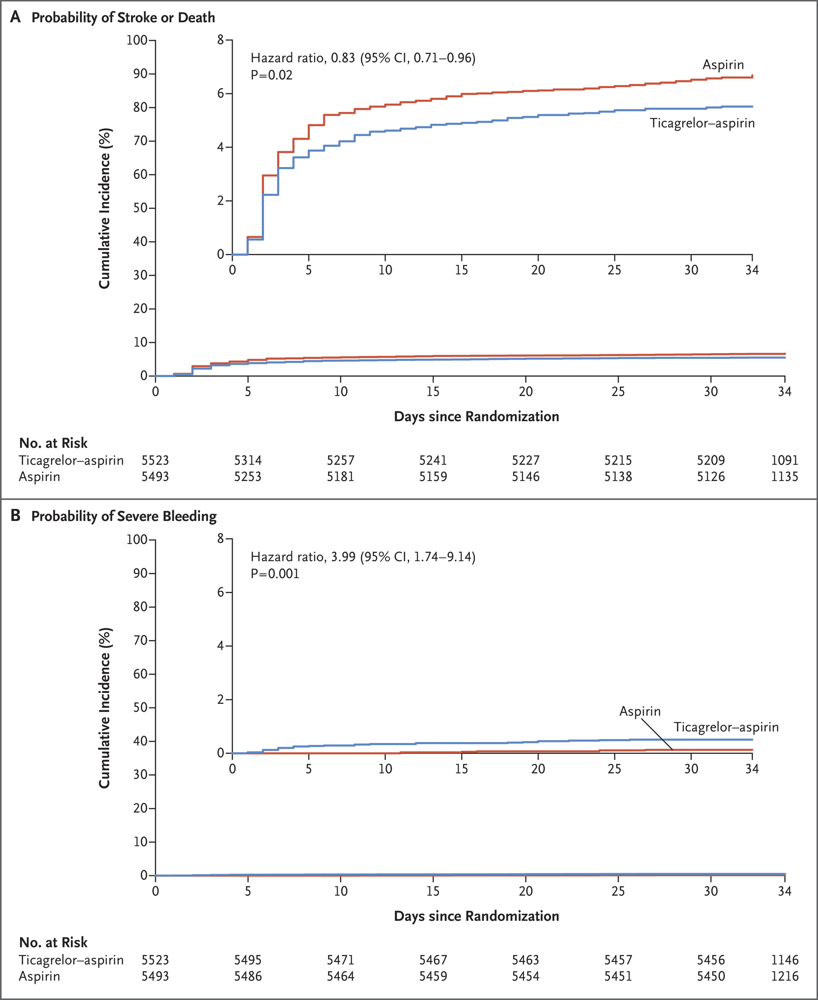 A Probability of Stroke or Death
100
90
80
70
60
50
40
30
20
10
0
Cumulative Incidence (%)
8
6
4
2
0
Hazard ratio, 0.83 (95% CI, 0.71–0.96)
P=0.02
Aspirin
Ticagrelor–aspirin
0 5 10 15 20 25 30 34
0 5 10 15 20 25 30 34
Days since Randomization
No. at Risk
Ticagrelor–aspirin 5523 5314 5257 5241 5227 5215 5209 1091
Aspirin 5493 5253 5181 5159 5146 5138 5126 1135
B Probability of Severe Bleeding
100
90
80
70
60
50
40
30
20
10
0
Cumulative Incidence (%)
8
6
4
2
0
Hazard ratio, 3.99 (95% CI, 1.74–9.14)
P=0.001
Aspirin
Ticagrelor–aspirin
0 5 10 15 20 25 30 34
0 5 10 15 20 25 30 34
Days since Randomization
No. at Risk
Ticagrelor–aspirin 5523 5495 5471 5467 5463 5457 5456 1146
Aspirin 5493 5486 5464 5459 5454 5451 5450 1216